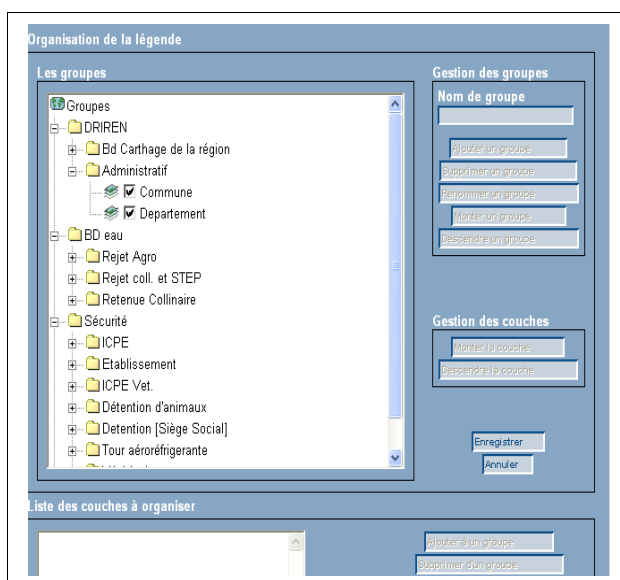 Organisation de la légende
Les groupes
Groupes
DRIREN
Bd Carthage de la région
Administratif
Commune
Departement
BD eau
Rejet Agro
Rejet coll. et STEP
Retenue Collinaire
Sécurité
ICPE
Etablissement
ICPE Vet.
Détention d'animaux
Detention [Siège Social]
Tour aéroréfrigerante
Gestion des groupes
Nom de groupe
Ajouter un groupe
Supprimer un groupe
Renommer un groupe
Monter un groupe
Descendre un groupe
Gestion des couches
Monter la couche
Descendre la couche
Enregistrer
Annuler
Liste des couches à organiser
Ajouter à un groupe
Supprimer d'un groupe